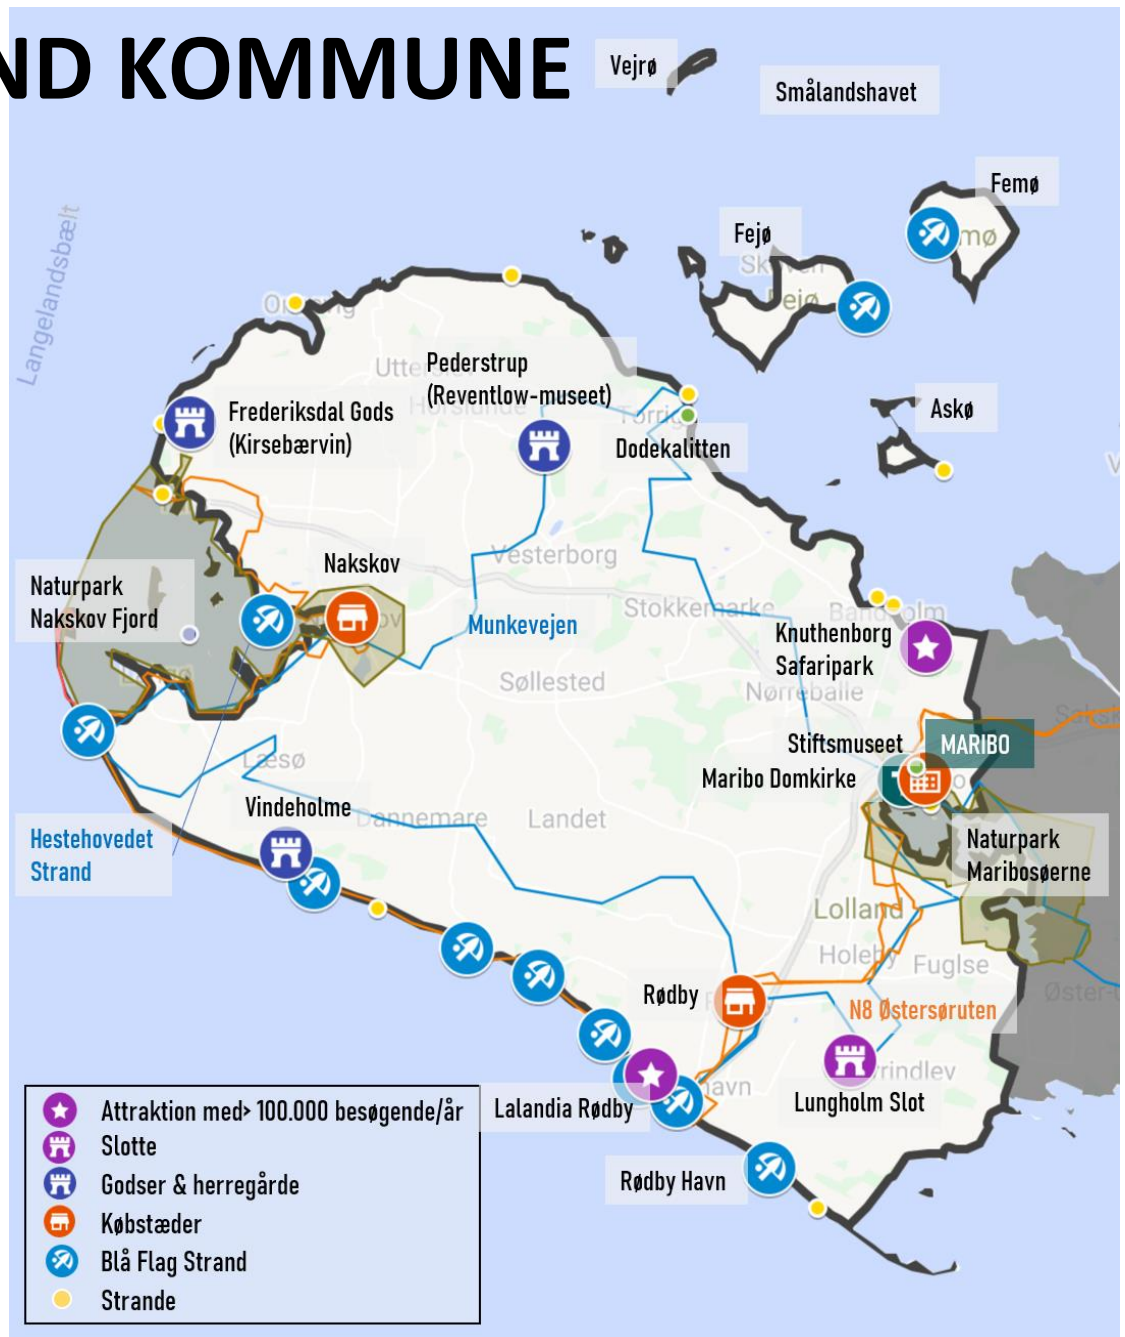 ND KOMMUNE
Vejrø
Smålandshavet
Femø
Fejø
Langelandsbælt
Pederstrup
(Reventlow-museet)
Frederiksdal Gods
(Kirsebærvin)
Askø
Dodekalitten
Vesterborg
Nakskov
Stokkemarke
Naturpark
Nakskov Fjord
Munkevejen
Knuthenborg
Safaripark
Søllested
Nørreballe
Stiftsmuseet
MARIBO
Maribo Domkirke
Læsø
Vindeholme
Dannemare
Landet
Hestehovedet
Strand
Naturpark
Maribosøerne
Lolland
Holeby
Fuglse
Rødby
N8 Østersøruten
Lungholm Slot
Lalandia Rødby
Rødby Havn
Attraktion med> 100.000 besøgende/år
Slotte
Godser & herregårde
Købstæder
Blå Flag Strand
Strande